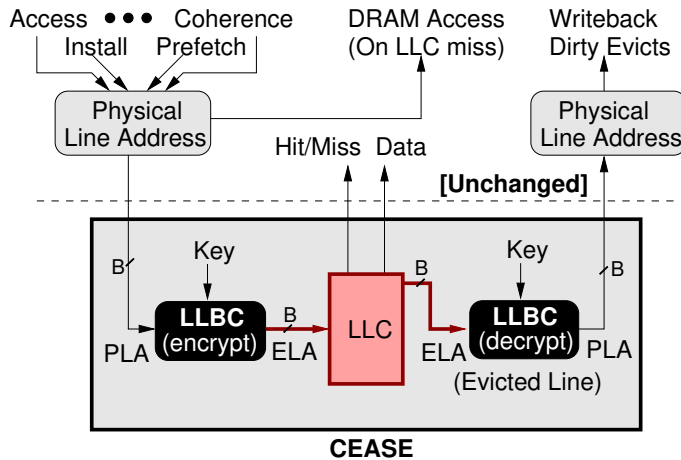 Access ●●● Coherence
Install Prefetch
DRAM Access
(On LLC miss)
Writeback
Dirty Evicts
Physical
Line Address
Physical
Line Address
Hit/Miss Data
[Unchanged]
B
Key
B
B
Key
B
LLBC
(encrypt)
LLC
LLBC
(decrypt)
PLA
ELA
ELA
PLA
(Evicted Line)
CEASE